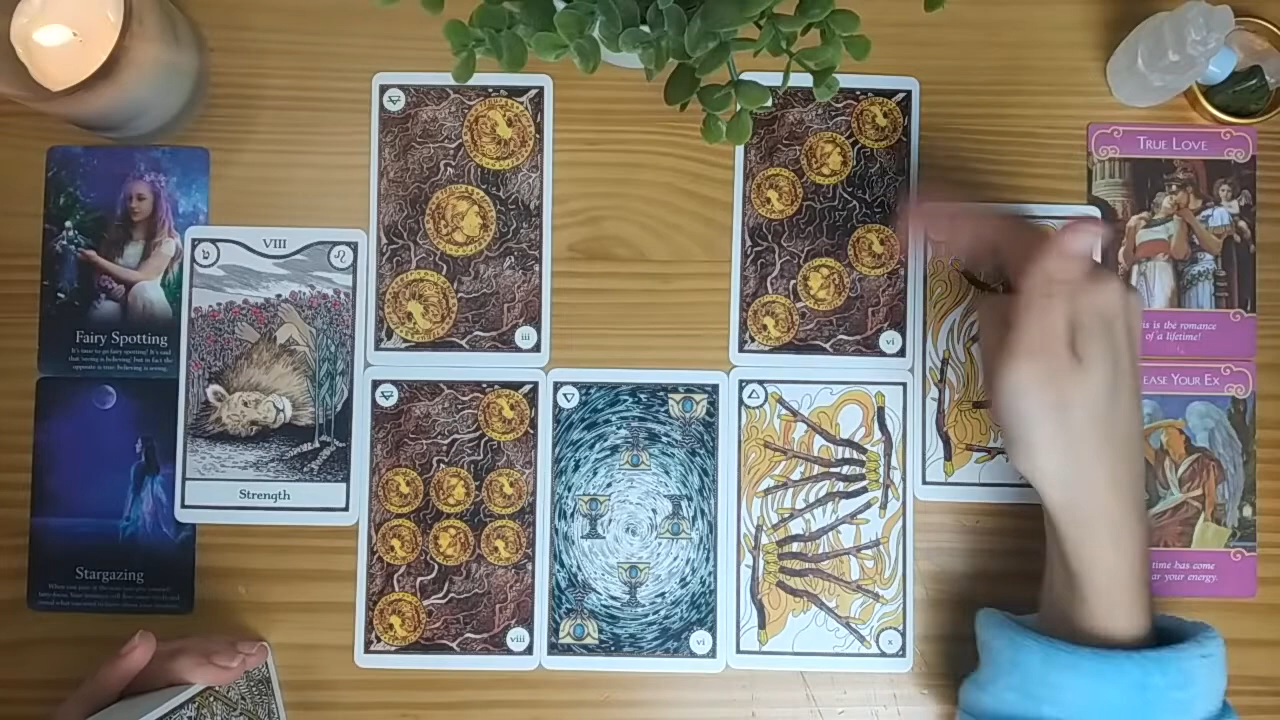 Fairy Spotting
It's time to go fairy spotting! It's said
that 'seeing is believing' but in fact the
opposite is true. Believing is seeing.
Stargazing
VIII
Strength
iii
viii
vi
vi
x
TRUE LOVE
is is the romance
of a lifetime!
EASE YOUR EX
time has come
ar your energy.